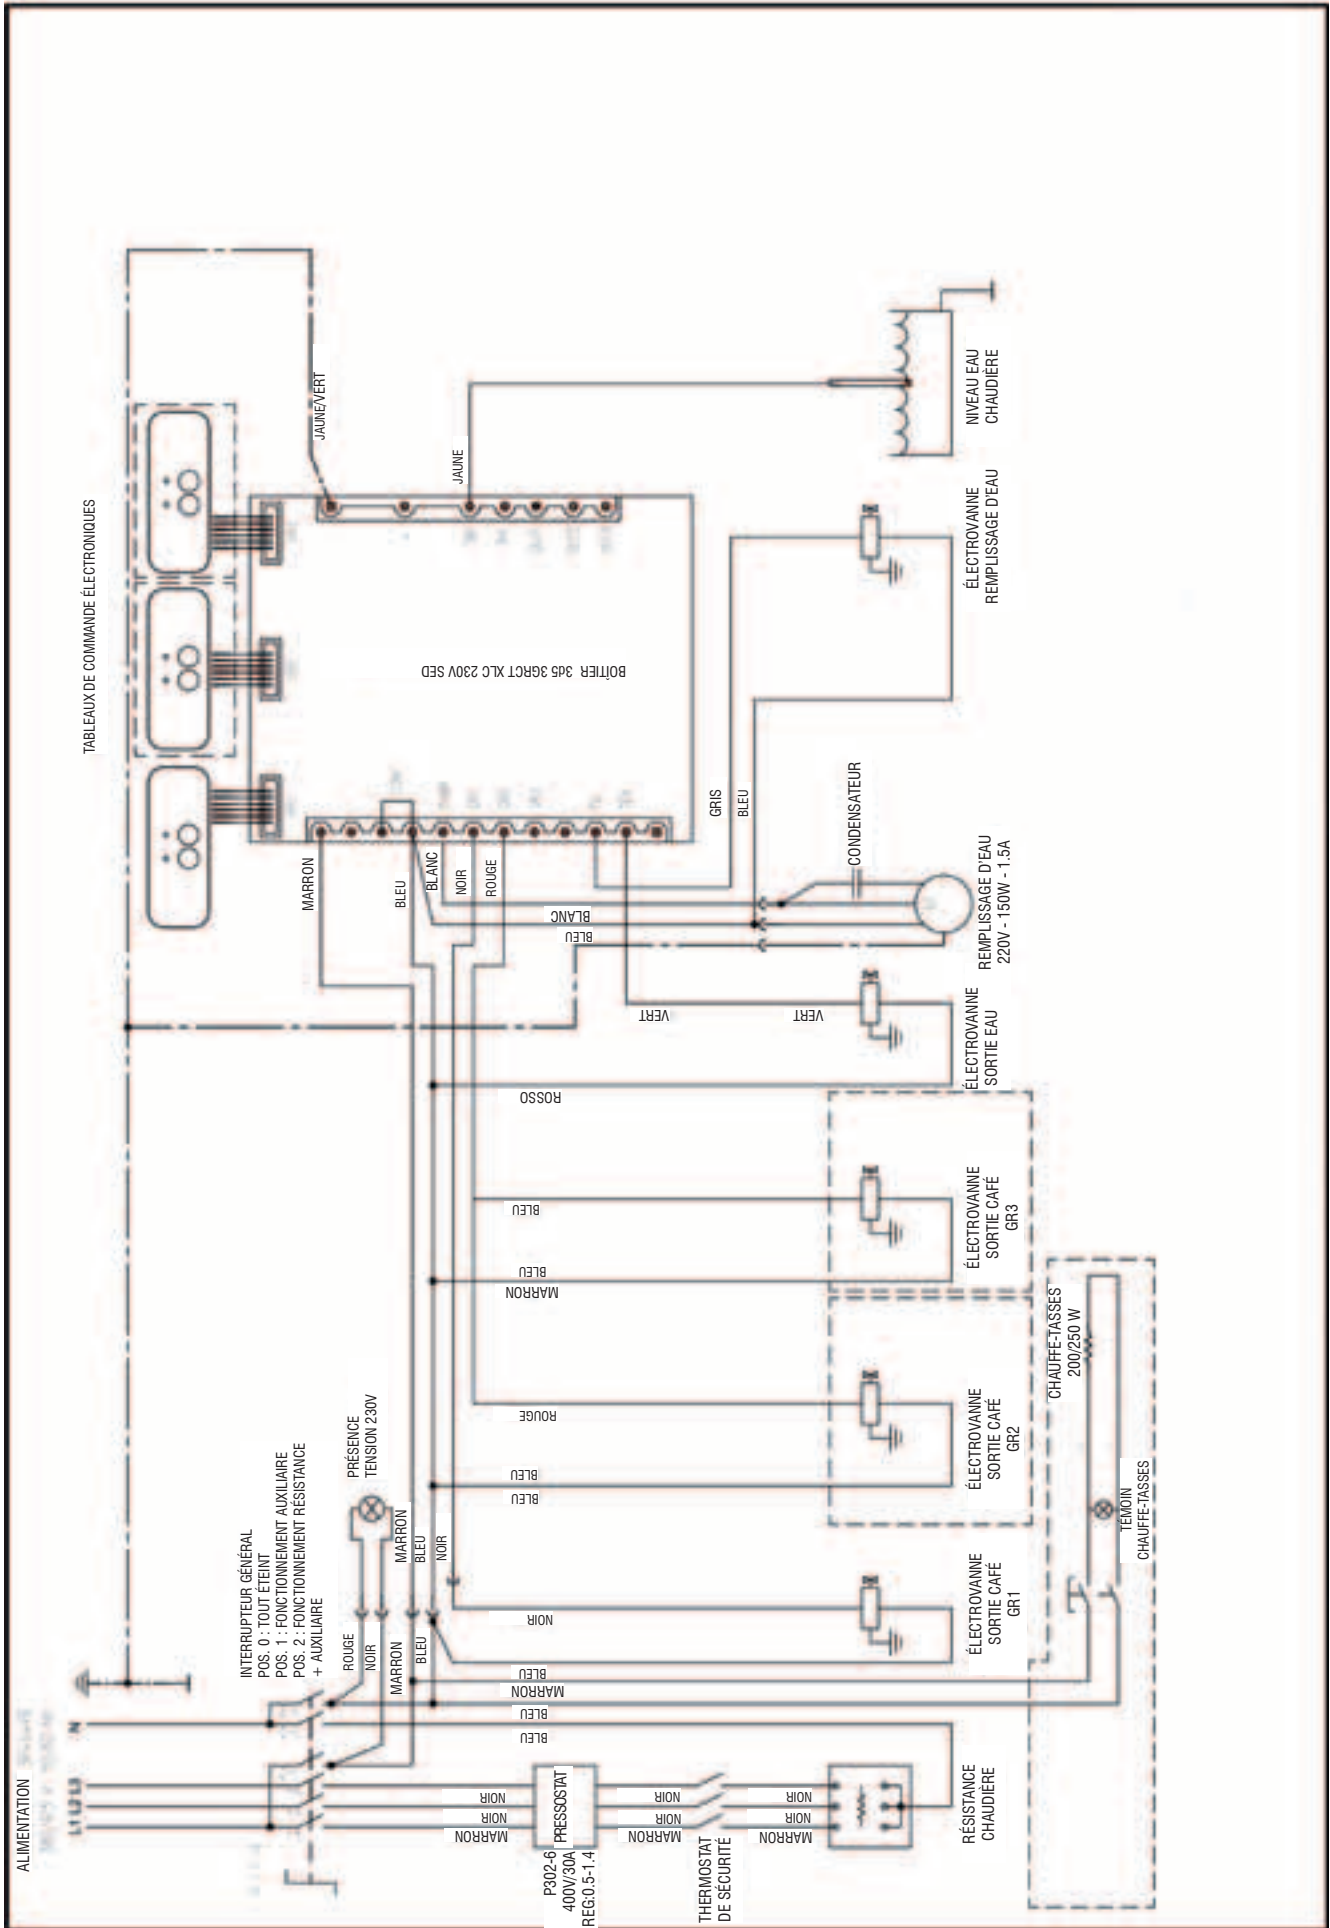 ALIMENTATION
L1 L2 L3
N
INTERRUPTEUR GÉNÉRAL
POS. 0 : TOUT ÉTEINT
POS. 1 : FONCTIONNEMENT AUXILIAIRE
POS. 2 : FONCTIONNEMENT RÉSISTANCE
+ AUXILIAIRE
PRÉSENCE
TENSION 230V
TABLEAUX DE COMMANDE ÉLECTRONIQUES
JAUNE/VERT
JAUNE
BOÎTIER 3d5 3GRCT XLC 230V SED
MARRON
BLEU
BLANC
NOIR
ROUGE
GRIS
BLEU
BLANC
BLEU
CONDENSATEUR
VERT
VERT
ROSSO
BLEU
BLEU
MARRON
ROUGE
BLEU
BLEU
MARRON
BLEU
NOIR
ROUGE
NOIR
MARRON
BLEU
NOIR
BLEU
MARRON
BLEU
BLEU
NOIR
NOIR
MARRON
P302-6
400V/30A
REG:0.5-1.4
PRESSOSTAT
NOIR
NOIR
MARRON
THERMOSTAT
DE SÉCURITÉ
NOIR
NOIR
MARRON
RÉSISTANCE
CHAUDIÈRE
ÉLECTROVANNE
SORTIE CAFÉ
GR1
ÉLECTROVANNE
SORTIE CAFÉ
GR2
ÉLECTROVANNE
SORTIE CAFÉ
GR3
ÉLECTROVANNE
SORTIE EAU
REMPLISSAGE D'EAU
220V - 150W - 1.5A
ÉLECTROVANNE
REMPLISSAGE D'EAU
NIVEAU EAU
CHAUDIÈRE
CHAUFFE-TASSES
200/250 W
TÉMOIN
CHAUFFE-TASSES